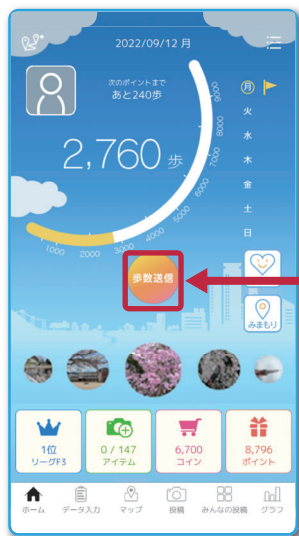 2022/09/12 月
次のポイントまで
あと240歩
2,760 歩
1000
2000
3000
4000
5000
6000
7000
8000
9000
月
火
水
木
金
土
日
歩数送信
みまもり
1位
リーグF3
0 / 147
アイテム
6,700
コイン
8,796
ポイント
ホーム
データ入力
マップ
投稿
みんなの投稿
グラフ